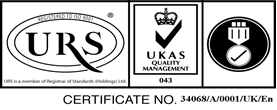 REGISTERED TO ISO 9001
URS
URS is a member of Registrar of Standards (Holdings) Ltd.
UKAS
QUALITY
MANAGEMENT
043
CERTIFICATE NO. 34068/A/0001/UK/En